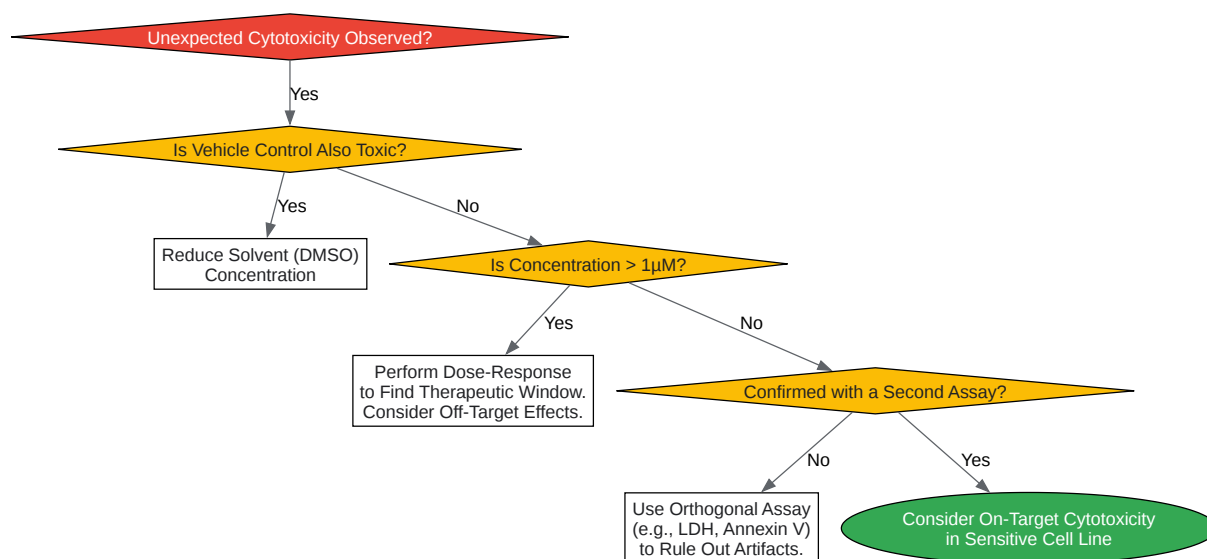 Unexpected Cytotoxicity Observed?
Yes
Is Vehicle Control Also Toxic?
Yes
No
Reduce Solvent (DMSO)
Concentration
Is Concentration > 1µM?
Yes
No
Perform Dose-Response
to Find Therapeutic Window.
Consider Off-Target Effects.
Confirmed with a Second Assay?
No
Yes
Use Orthogonal Assay
(e.g., LDH, Annexin V)
to Rule Out Artifacts.
Consider On-Target Cytotoxicity
in Sensitive Cell Line